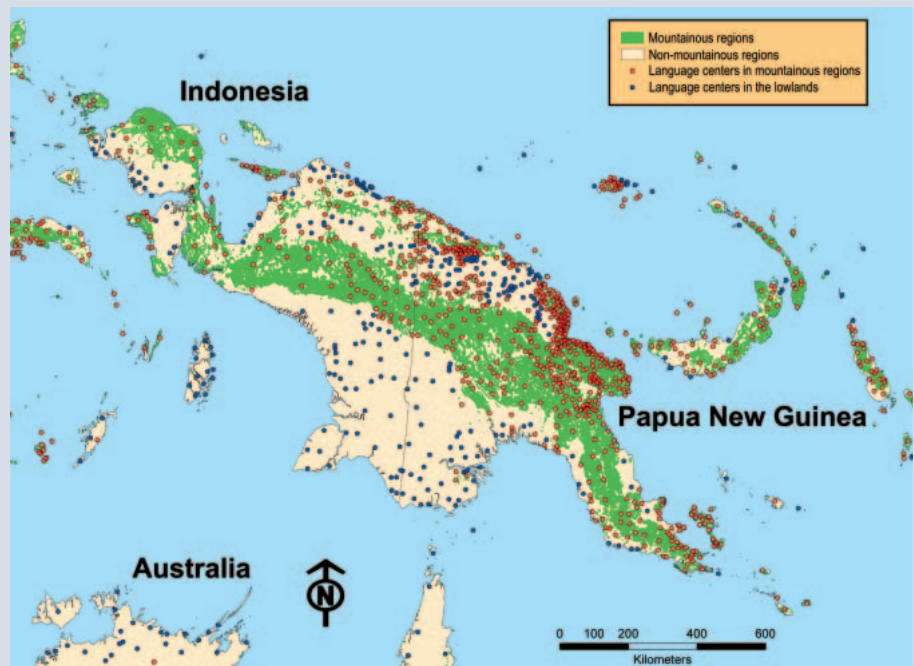 Mountainous regions
Non-mountainous regions
Language centers in mountainous regions
Language centers in the lowlands
Indonesia
Papua New Guinea
Australia
N
0 100 200 400 600
Kilometers